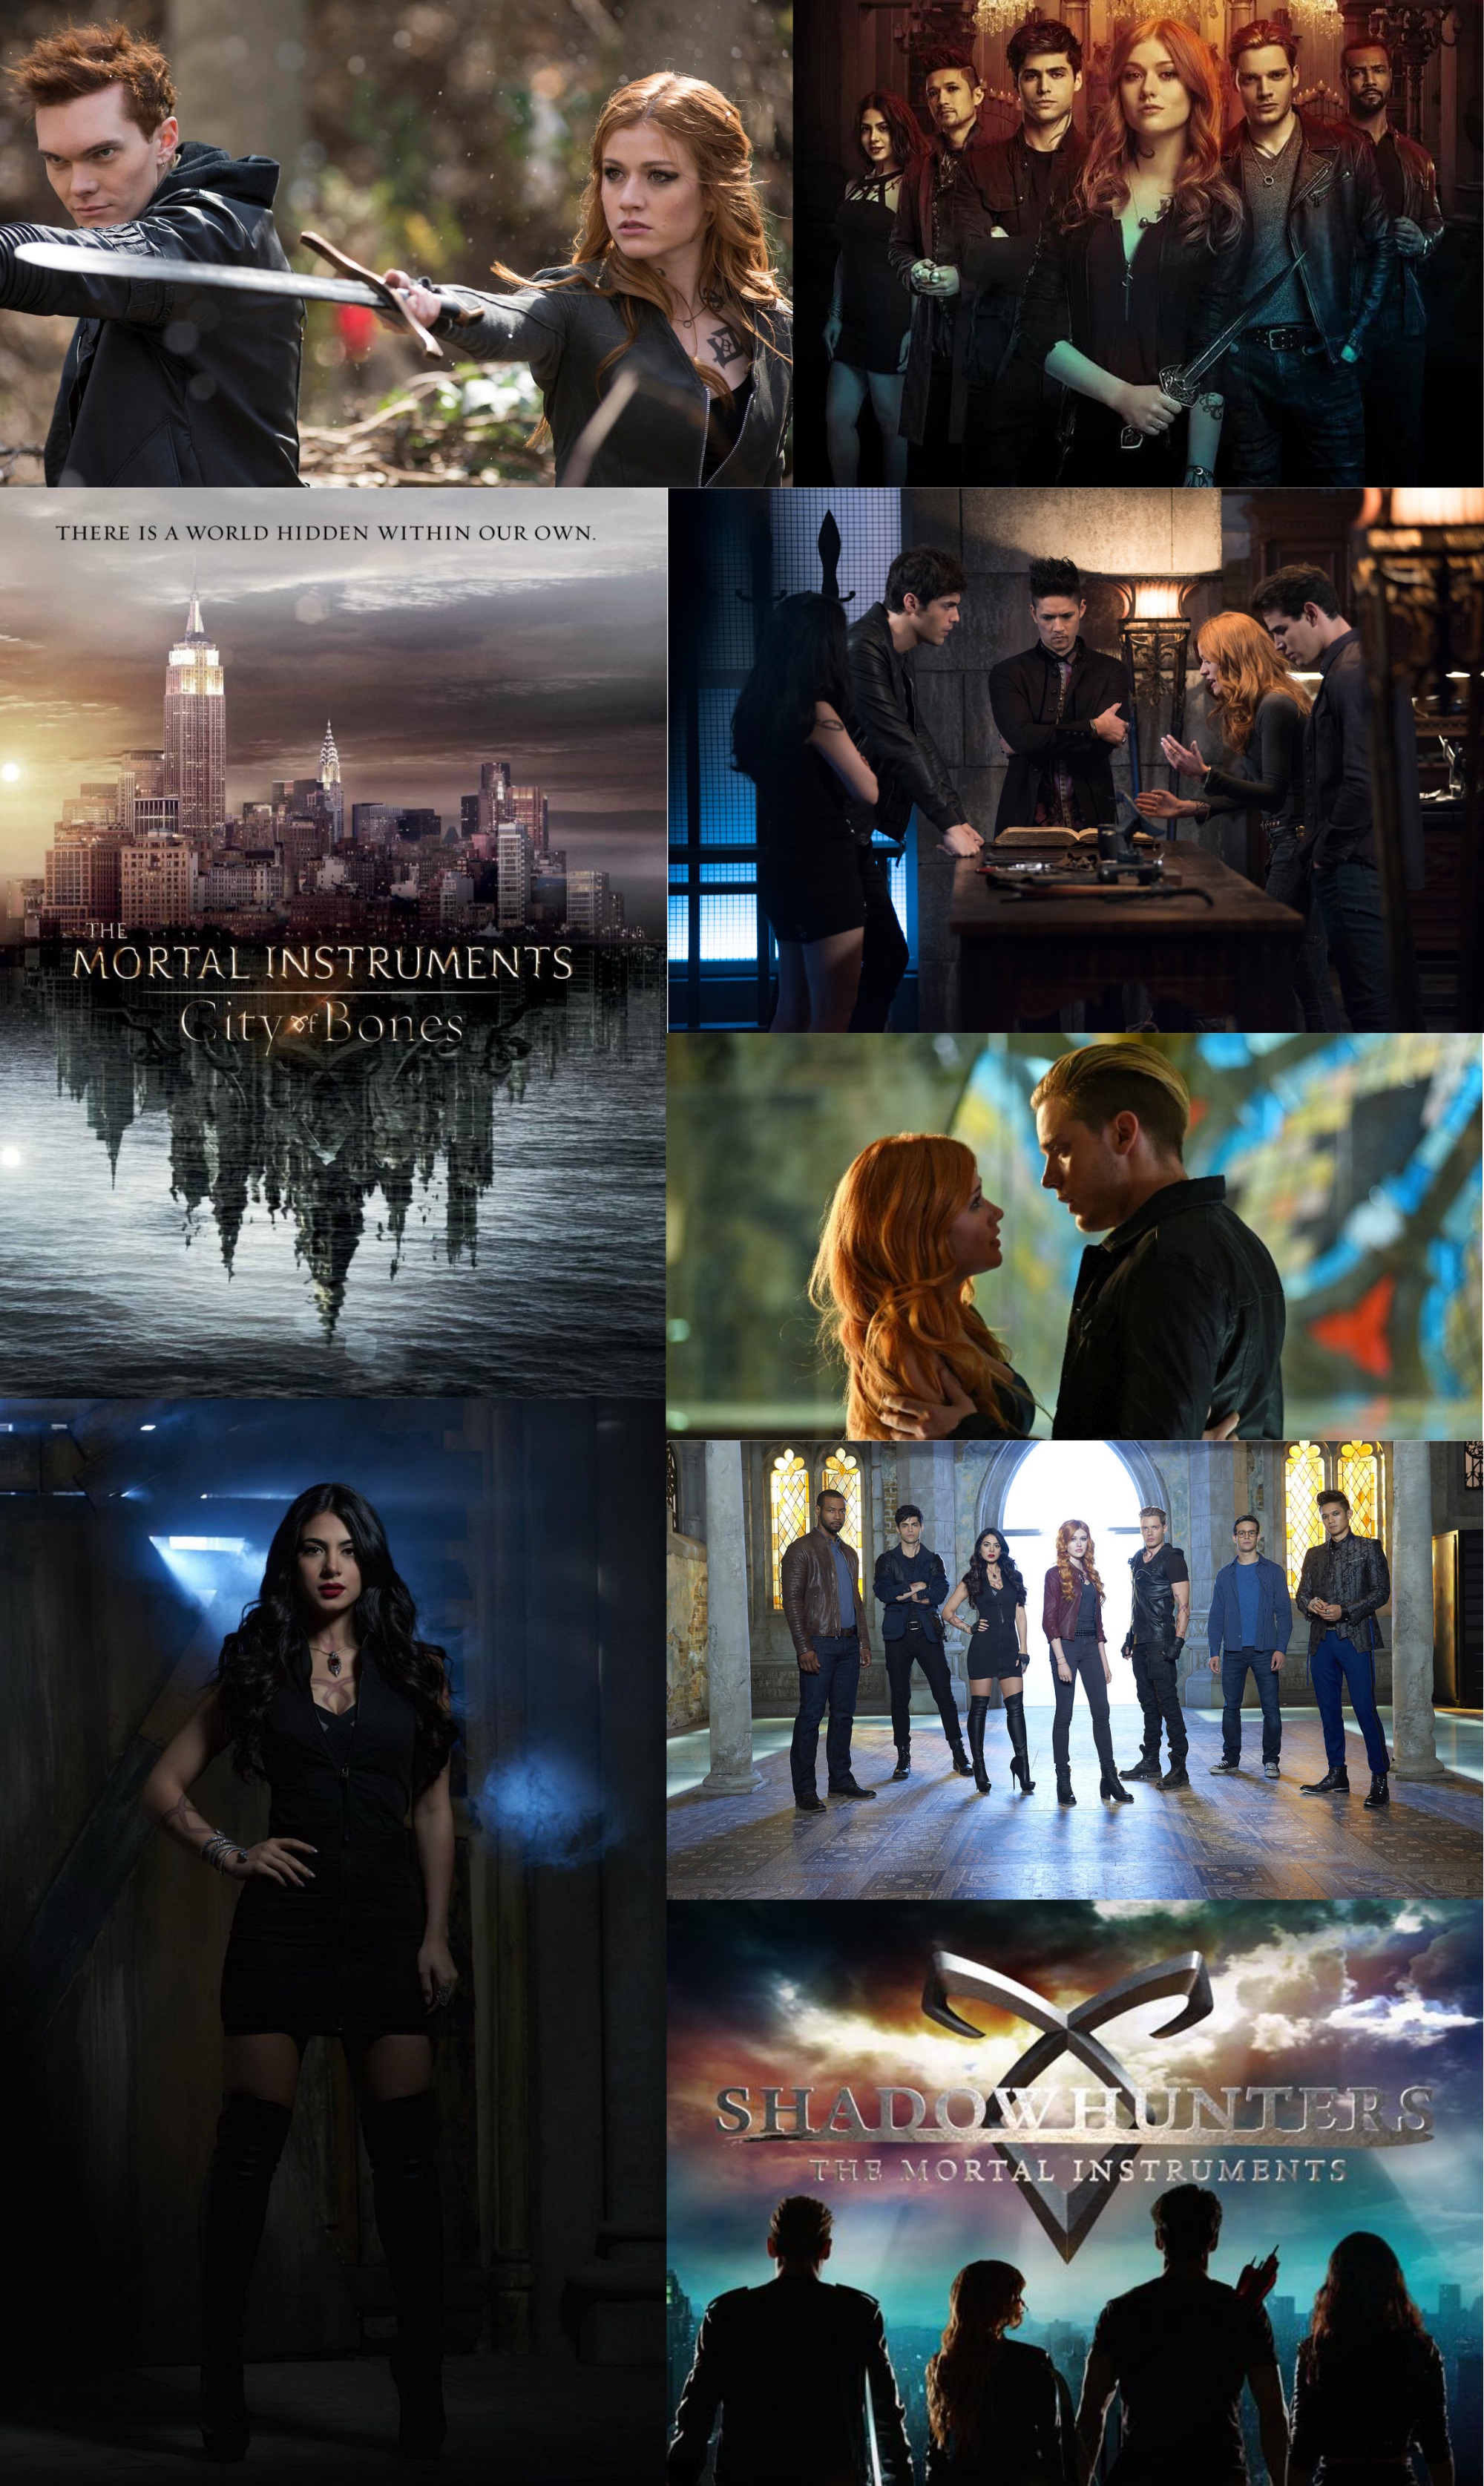 THERE IS A WORLD HIDDEN WITHIN OUR OWN.
THE
MORTAL INSTRUMENTS
City of Bones
SHADOWHUNTERS
THE MORTAL INSTRUMENTS